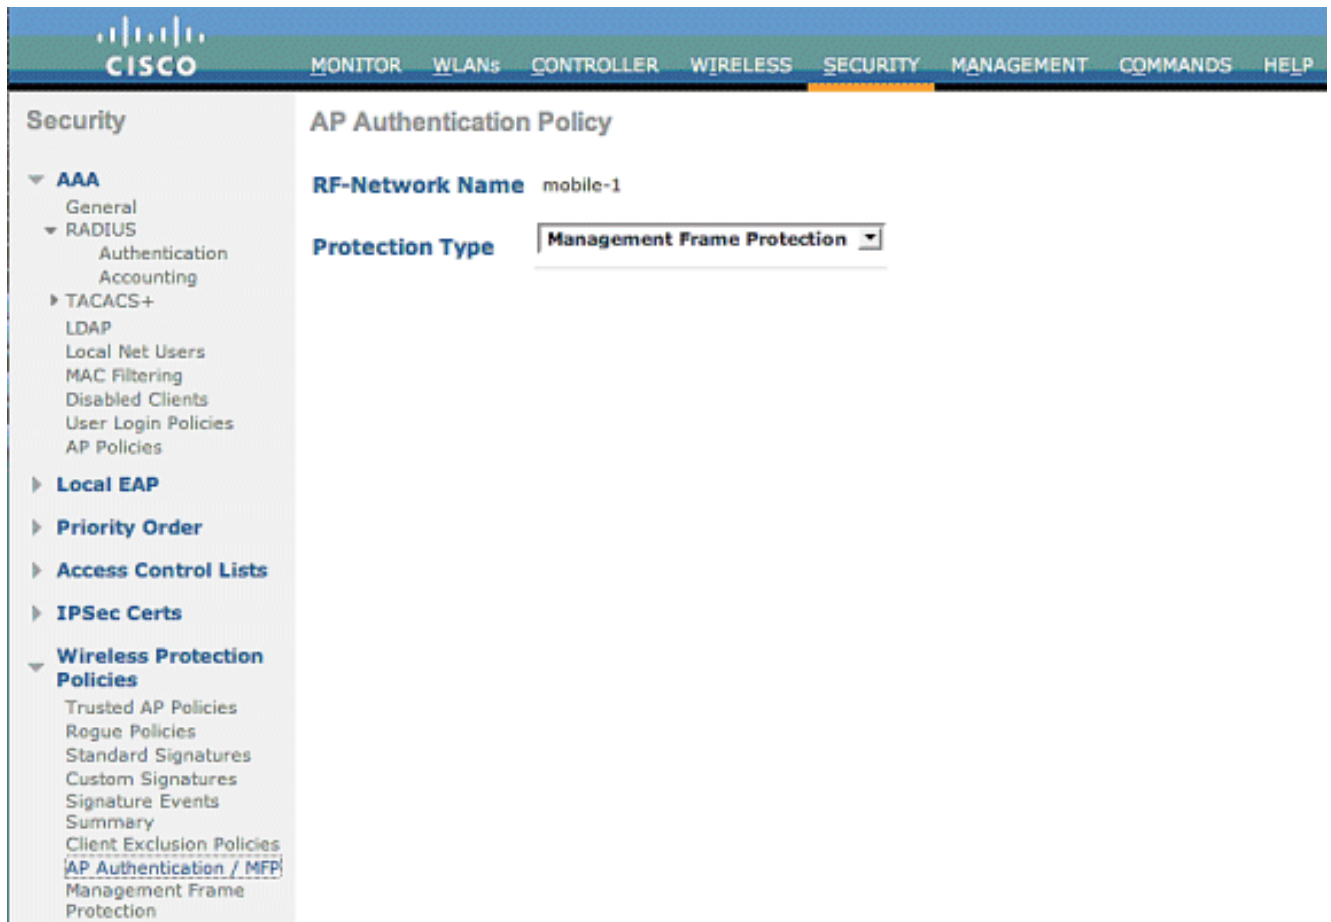 CISCO
MONITOR WLANs CONTROLLER WIRELESS SECURITY MANAGEMENT COMMANDS HELP
Security
AAA
General
RADIUS
Authentication
Accounting
TACACS+
LDAP
Local Net Users
MAC Filtering
Disabled Clients
User Login Policies
AP Policies
Local EAP
Priority Order
Access Control Lists
IPSec Certs
Wireless Protection
Policies
Trusted AP Policies
Rogue Policies
Standard Signatures
Custom Signatures
Signature Events
Summary
Client Exclusion Policies
AP Authentication / MFP
Management Frame
Protection
AP Authentication Policy
RF-Network Name mobile-1
Protection Type Management Frame Protection